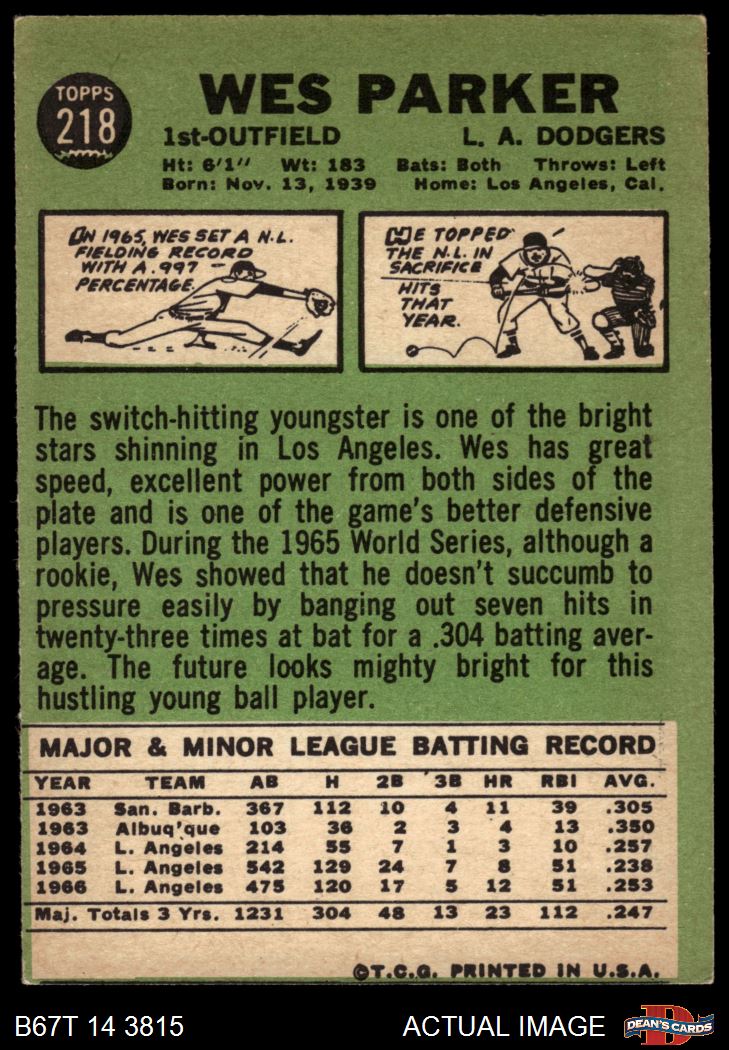 TOPPS
218
WES PARKER
1st-OUTFIELD L. A. DODGERS
Ht: 6'1" Wt: 183 Bats: Both Throws: Left
Born: Nov. 13, 1939 Home: Los Angeles, Cal.
IN 1965, WES SET A N.L.
FIELDING RECORD
WITH A .997
PERCENTAGE.
HE TOPPED
THE N.L. IN
SACRIFICE
HITS
THAT
YEAR.
The switch-hitting youngster is one of the bright
stars shinning in Los Angeles. Wes has great
speed, excellent power from both sides of the
plate and is one of the game's better defensive
players. During the 1965 World Series, although a
rookie, Wes showed that he doesn't succumb to
pressure easily by banging out seven hits in
twenty-three times at bat for a .304 batting aver-
age. The future looks mighty bright for this
hustling young ball player.
MAJOR & MINOR LEAGUE BATTING RECORD
YEAR TEAM AB H 2B 3B HR RBI AVG.
1963 San. Barb. 367 112 10 4 11 39 .305
1963 Albuq'que 103 36 2 3 4 13 .350
1964 L. Angeles 214 55 7 1 3 10 .257
1965 L. Angeles 542 129 24 7 8 51 .238
1966 L. Angeles 475 120 17 5 12 51 .253
Maj. Totals 3 Yrs. 1231 304 48 13 23 112 .247
©T.C.G. PRINTED IN U.S.A.
B67T 14 3815 ACTUAL IMAGE
D
DEAN'S CARDS